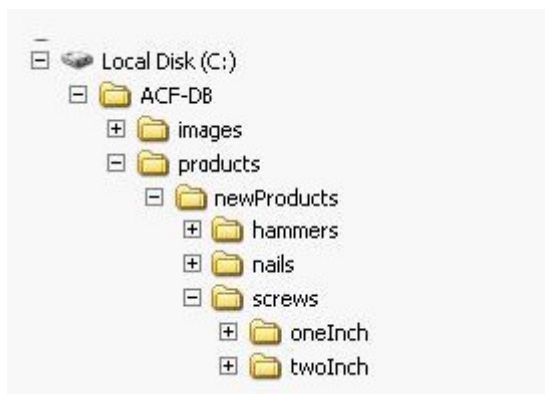 Local Disk (C:)
ACF-DB
images
products
newProducts
hammers
nails
screws
oneInch
twoInch